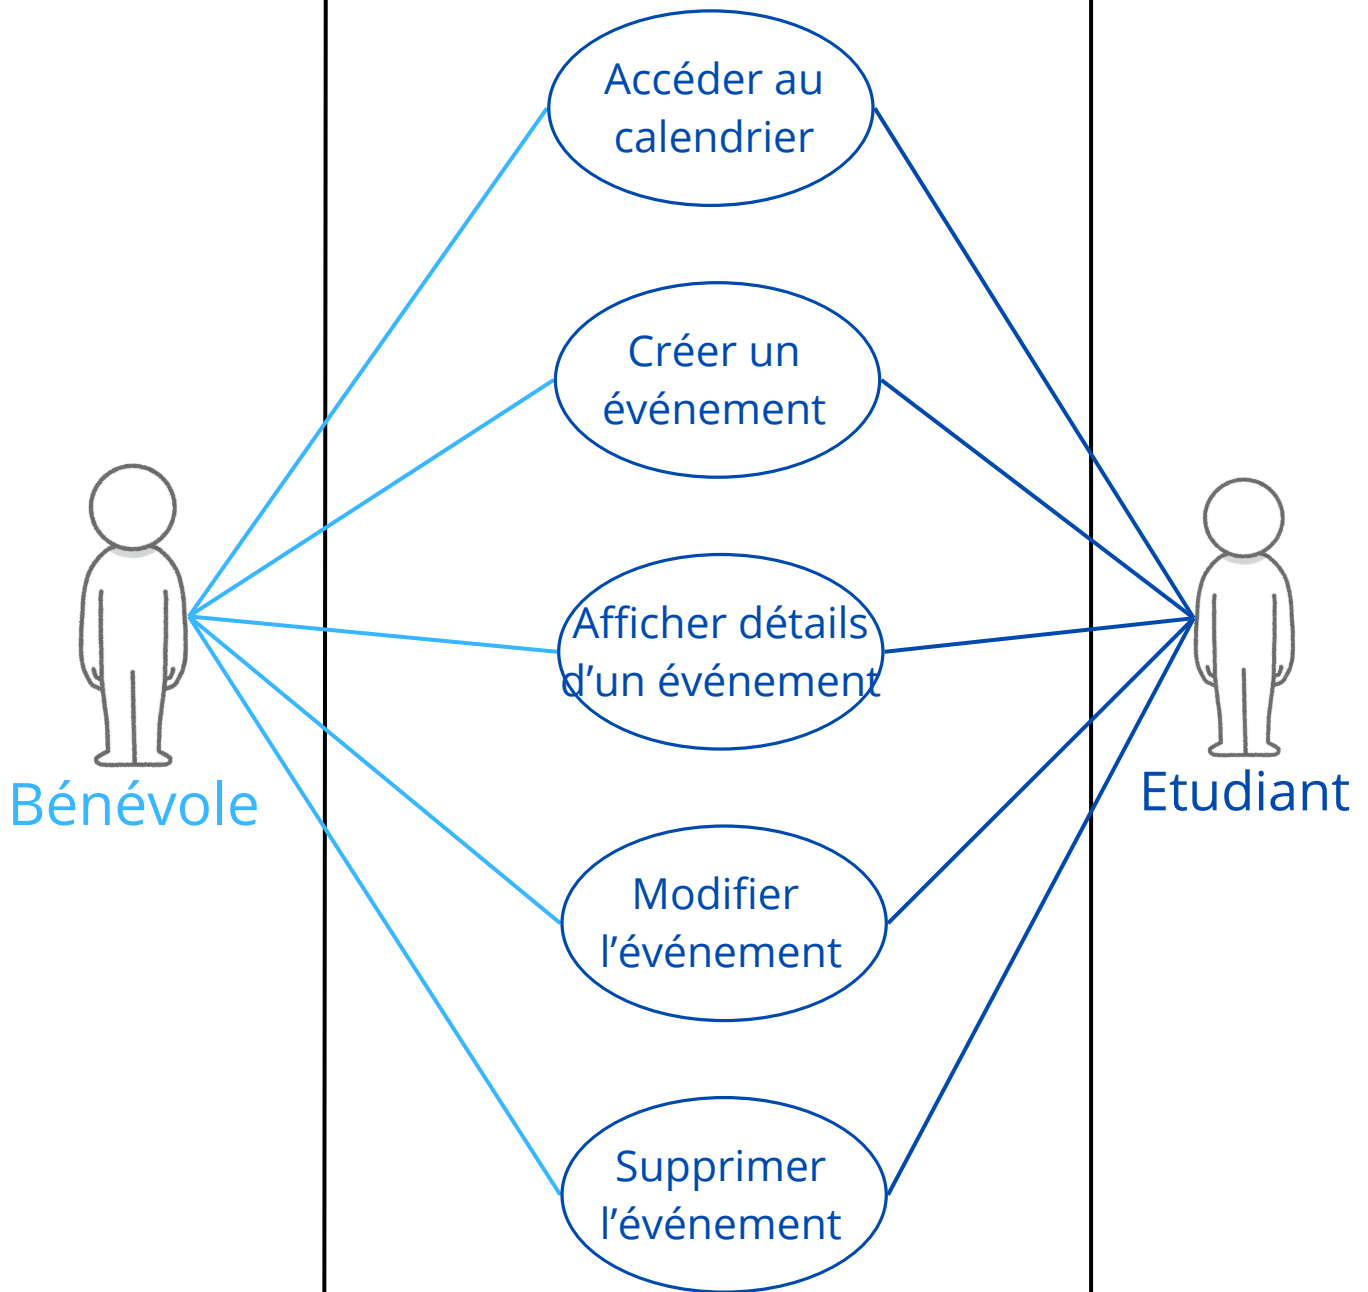 Accéder au
calendrier
Créer un
événement
Afficher détails
d’un événement
Bénévole
Etudiant
Modifier
l’événement
Supprimer
l’événement